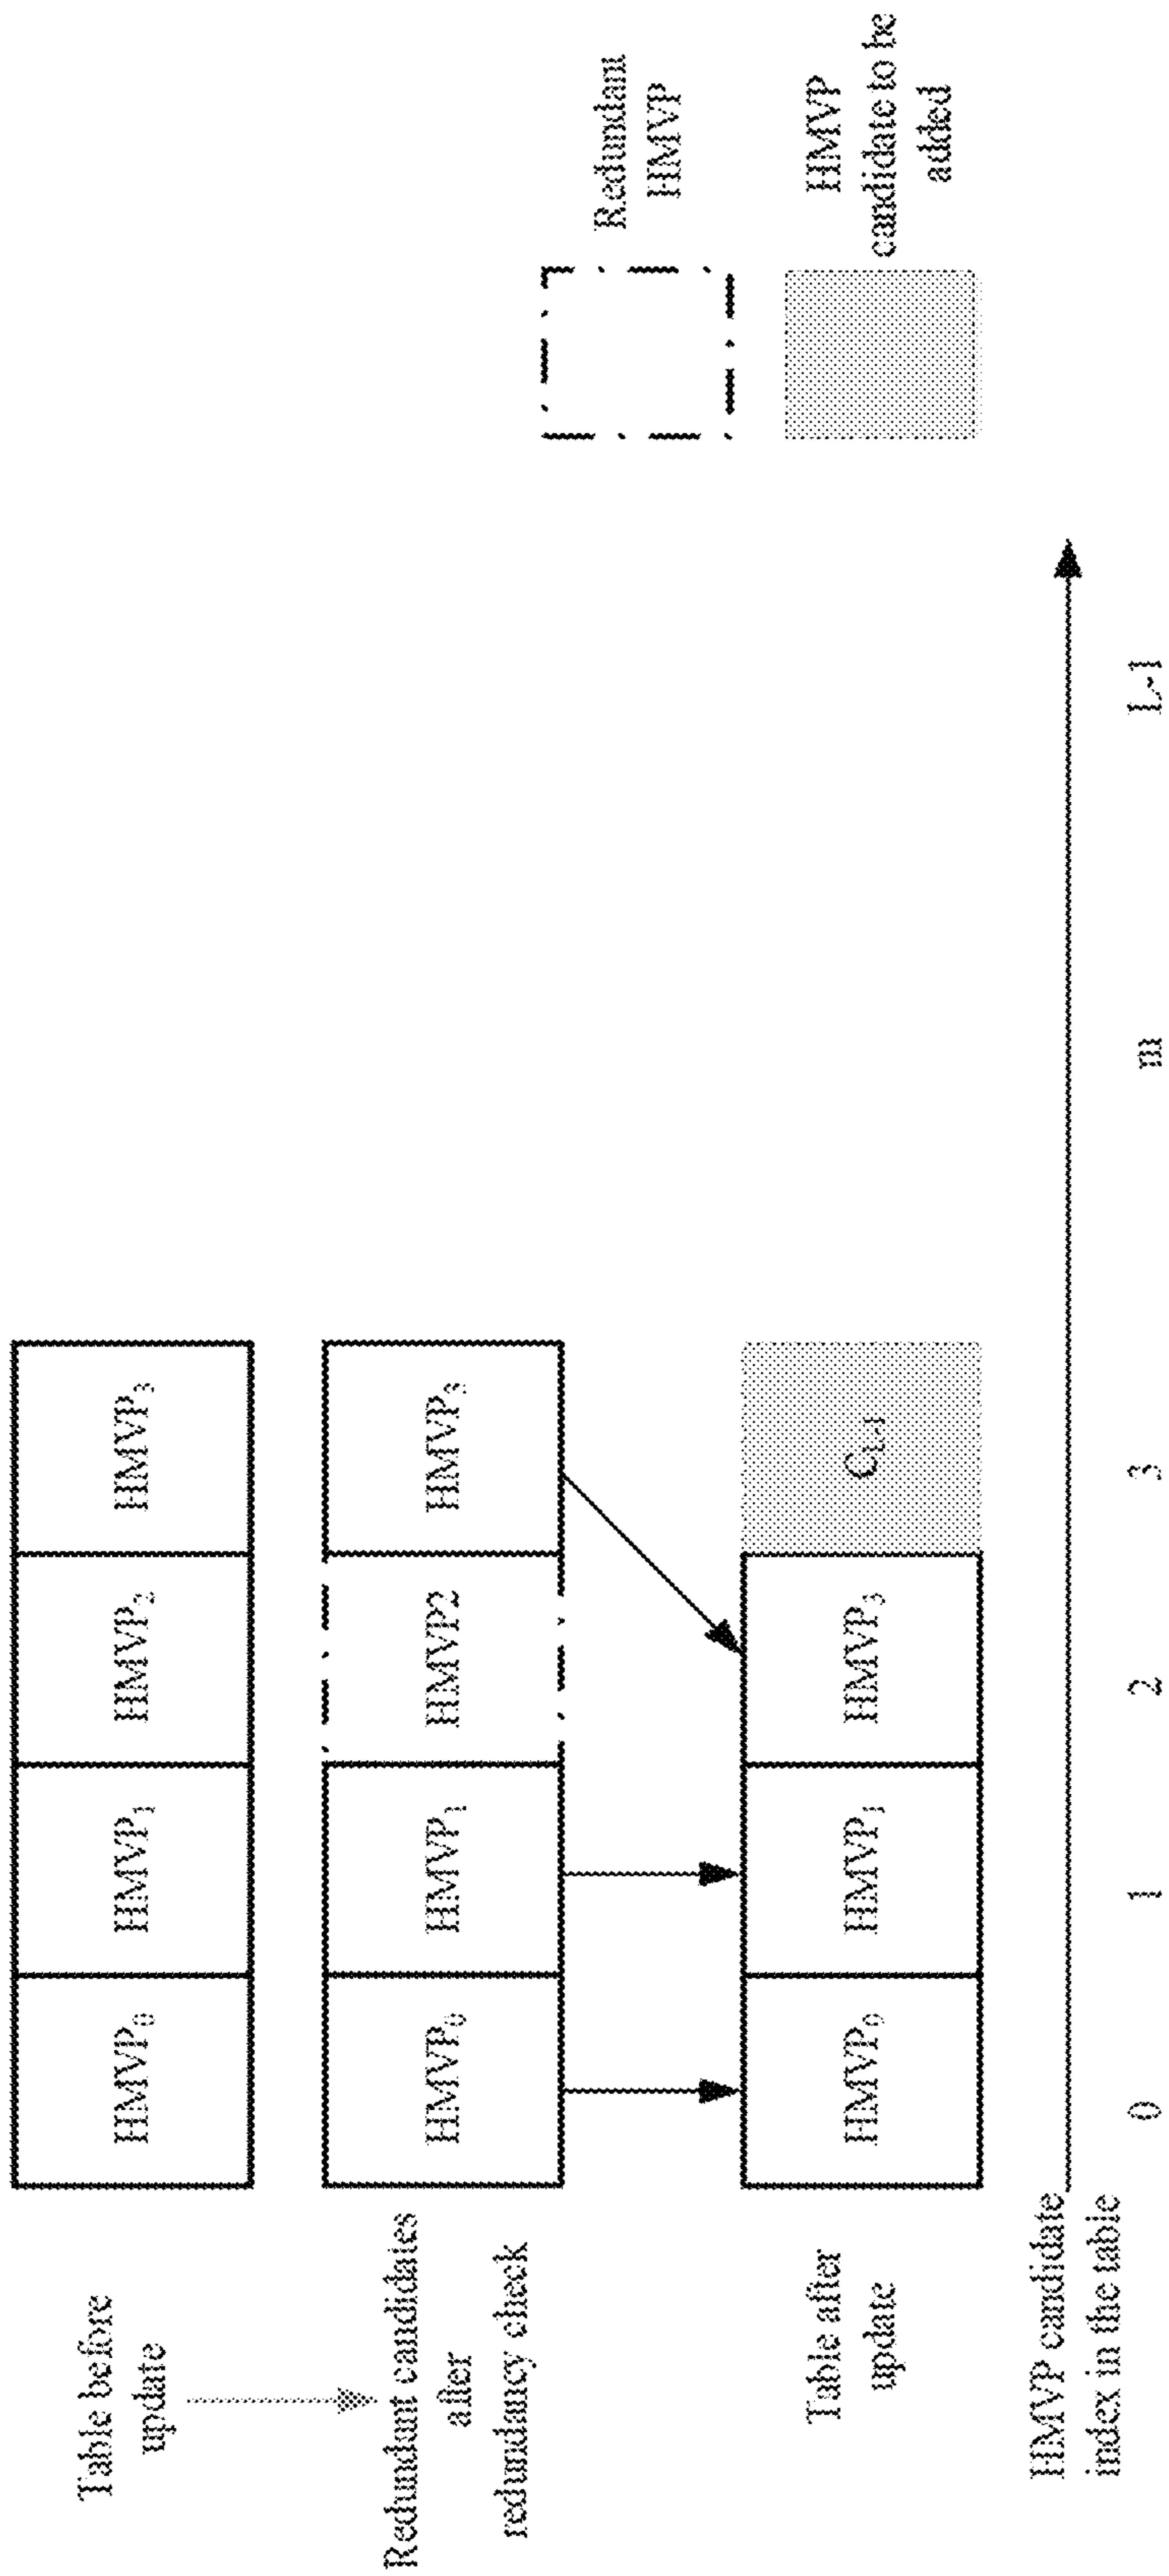 Table before
update
HMVP₀
HMVP₁
HMVP₂
HMVP₃
Redundant candidates
after
redundancy check
HMVP₀
HMVP₁
HMVP2
HMVP₃
Table after
update
HMVP₀
HMVP₁
HMVP₃
C_L-1
HMVP candidate
index in the table
0
1
2
3
m
L-1
Redundant
HMVP
HMVP
candidate to be
added